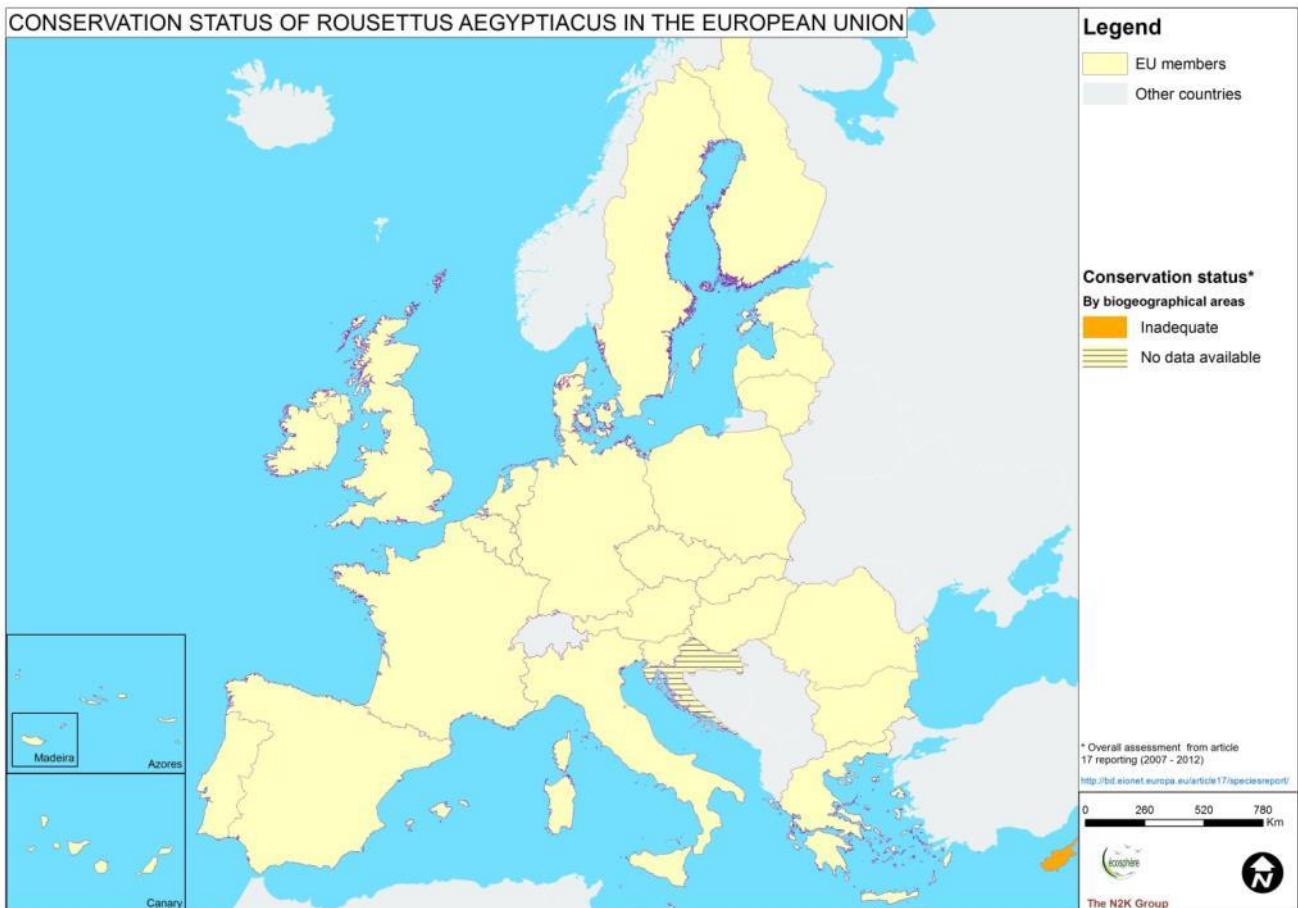 CONSERVATION STATUS OF ROUSETTUS AEGYPTIACUS IN THE EUROPEAN UNION
Legend
EU members
Other countries
Conservation status*
By biogeographical areas
Inadequate
No data available
Madeira
Azores
Canary
* Overall assessment from article
17 reporting (2007 - 2012)
http://bd.eionet.europa.eu/article17/speciesreport/
0 260 520 780
Km
écosphère
N
The N2K Group